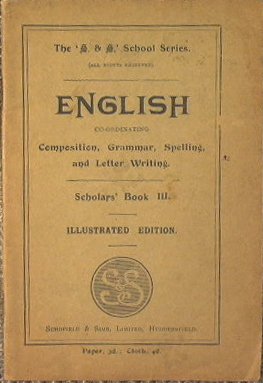 The 'S. & S.' School Series.
(ALL RIGHTS RESERVED)
ENGLISH
CO-ORDINATING
Composition, Grammar, Spelling,
and Letter Writing.
Scholars' Book III.
ILLUSTRATED EDITION.
S&S
SCHOFIELD & SIMS, LIMITED, HUDDERSFIELD.
Paper, 3d.; Cloth, 4d.